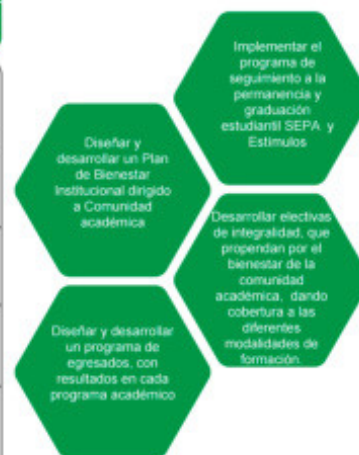 Implementar el
programa de
seguimiento a la
permanencia y
graduación
estudiantil SEPA y
Estímulos
Diseñar y
desarrollar un Plan
de Bienestar
Institucional dirigido
a Comunidad
académica
Desarrollar electivas
de integralidad, que
propendan por el
bienestar de la
comunidad
académica, dando
cobertura a las
diferentes
modalidades de
formación.
Diseñar y desarrollar
un programa de
egresados, con
resultados en cada
programa académico